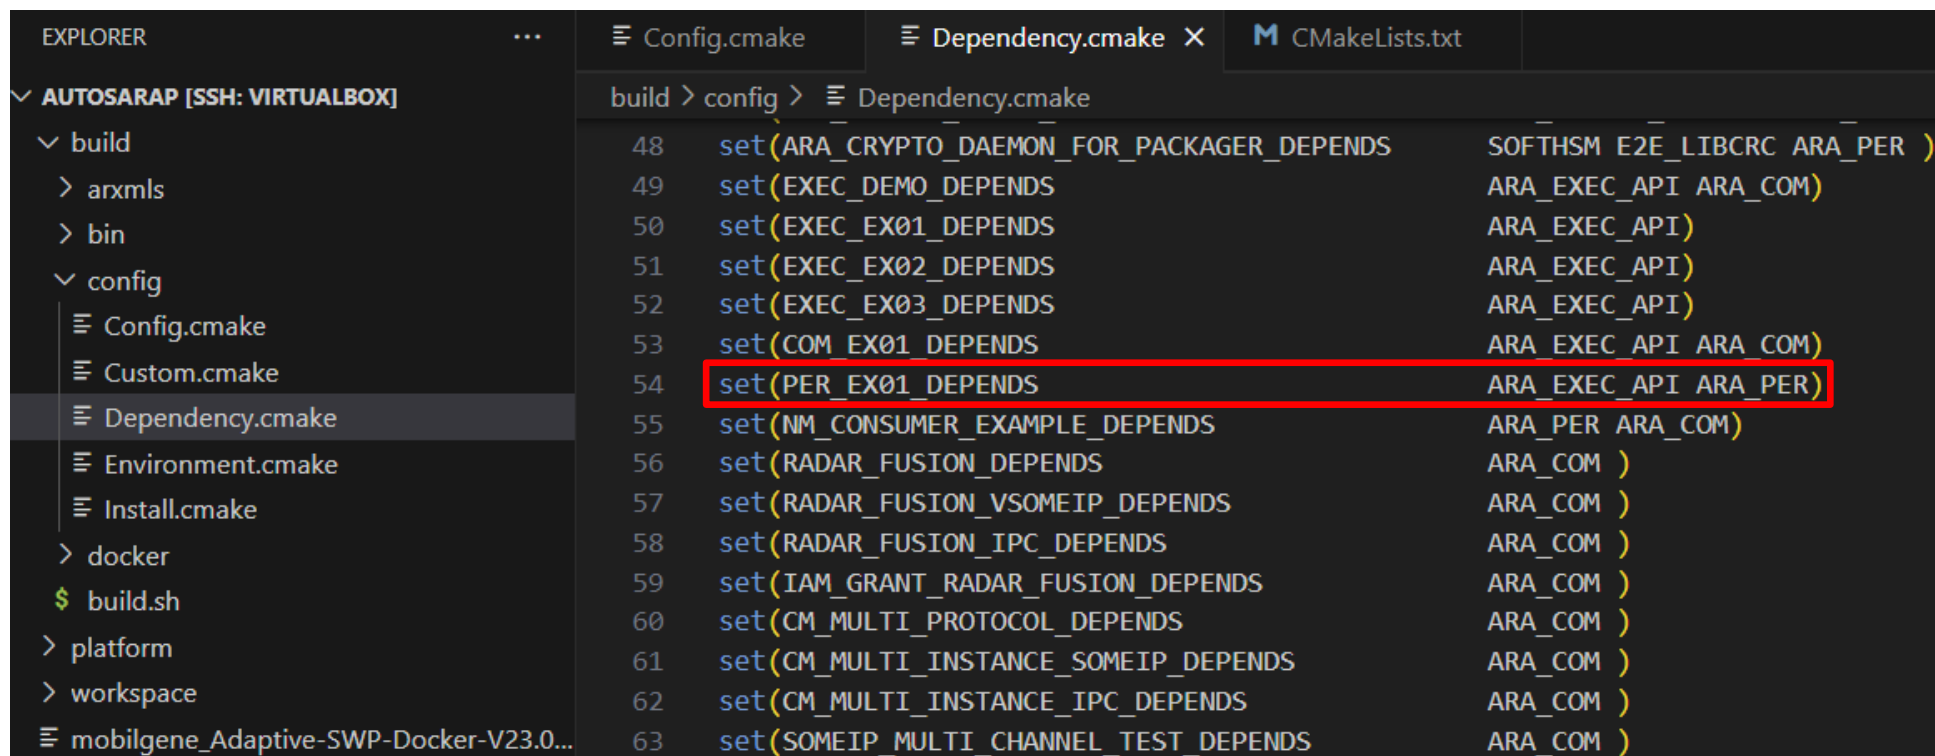 EXPLORER ···
AUTOSARAP [SSH: VIRTUALBOX]
build
arxmls
bin
config
Config.cmake
Custom.cmake
Dependency.cmake
Environment.cmake
Install.cmake
docker
$ build.sh
platform
workspace
mobilgene_Adaptive-SWP-Docker-V23.0...
Config.cmake Dependency.cmake × M CMakeLists.txt
build > config > Dependency.cmake
48 set(ARA_CRYPTO_DAEMON_FOR_PACKAGER_DEPENDS SOFTHSM E2E_LIBCRC ARA_PER )
49 set(EXEC_DEMO_DEPENDS ARA_EXEC_API ARA_COM)
50 set(EXEC_EX01_DEPENDS ARA_EXEC_API)
51 set(EXEC_EX02_DEPENDS ARA_EXEC_API)
52 set(EXEC_EX03_DEPENDS ARA_EXEC_API)
53 set(COM_EX01_DEPENDS ARA_EXEC_API ARA_COM)
54 set(PER_EX01_DEPENDS ARA_EXEC_API ARA_PER)
55 set(NM_CONSUMER_EXAMPLE_DEPENDS ARA_PER ARA_COM)
56 set(RADAR_FUSION_DEPENDS ARA_COM )
57 set(RADAR_FUSION_VSOMEIP_DEPENDS ARA_COM )
58 set(RADAR_FUSION_IPC_DEPENDS ARA_COM )
59 set(IAM_GRANT_RADAR_FUSION_DEPENDS ARA_COM )
60 set(CM_MULTI_PROTOCOL_DEPENDS ARA_COM )
61 set(CM_MULTI_INSTANCE_SOMEIP_DEPENDS ARA_COM )
62 set(CM_MULTI_INSTANCE_IPC_DEPENDS ARA_COM )
63 set(SOMEIP_MULTI_CHANNEL_TEST_DEPENDS ARA_COM )